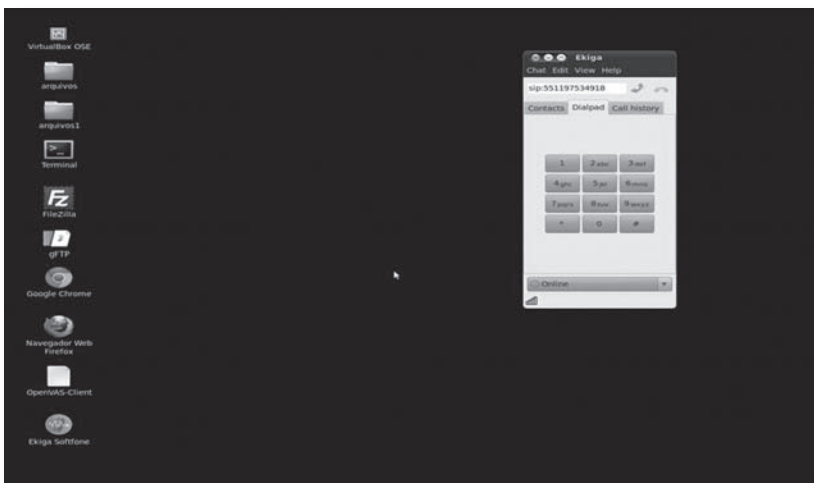 VirtualBox OSE
arquivos
arquivos1
Terminal
FileZilla
gFTP
Google Chrome
Navegador Web
Firefox
OpenVAS-Client
Ekiga Softfone
Ekiga
Chat Edit View Help
sip:551197534918
Contacts Dialpad Call history
1 2abc 3def
4ghi 5jkl 6mno
7pqrs 8tuv 9wxyz
* 0 #
Online